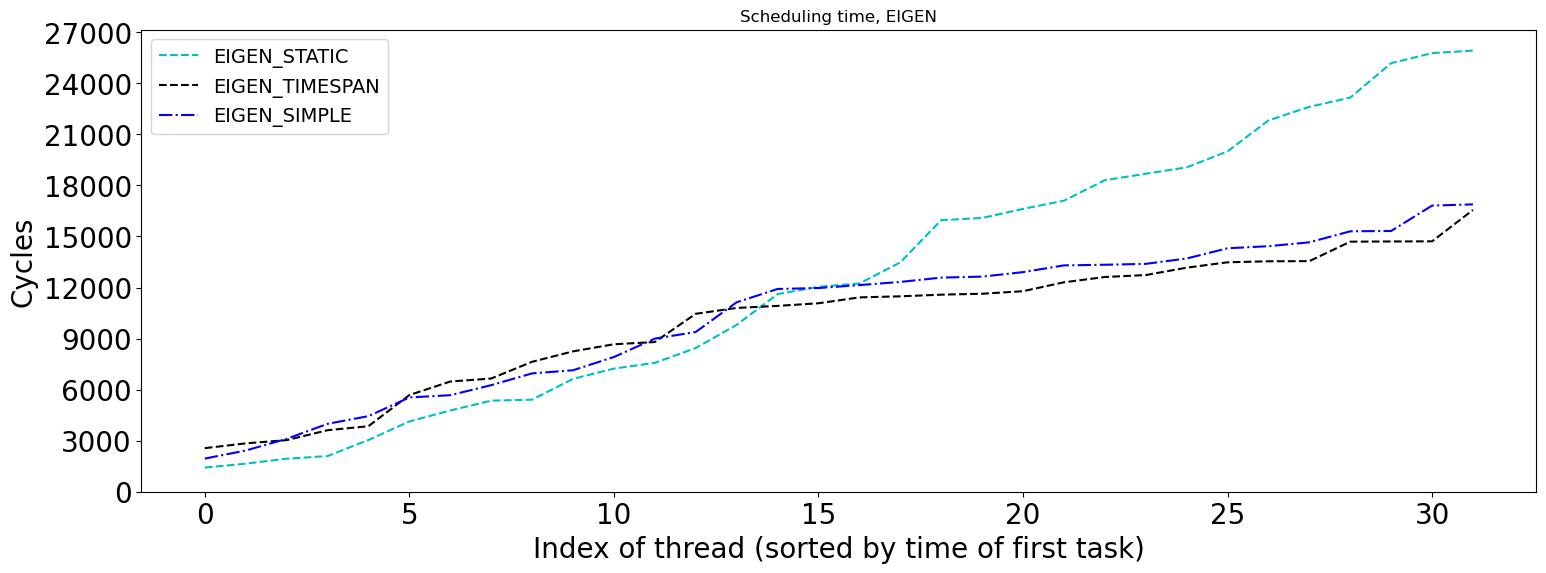 Scheduling time, EIGEN
27000
24000
21000
18000
15000
12000
9000
6000
3000
0
Cycles
EIGEN_STATIC
EIGEN_TIMESPAN
EIGEN_SIMPLE
0 5 10 15 20 25 30
Index of thread (sorted by time of first task)